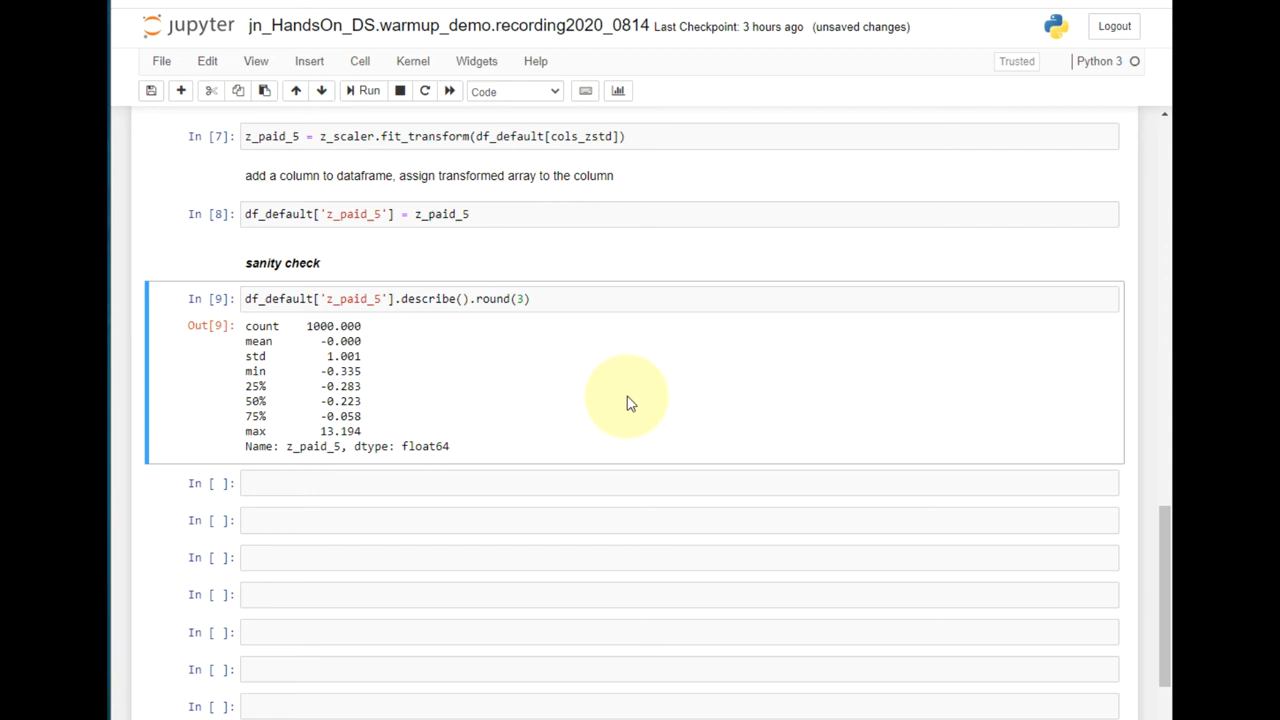 jupyter jn_HandsOn_DS.warmup_demo.recording2020_0814 Last Checkpoint: 3 hours ago (unsaved changes) Logout
File Edit View Insert Cell Kernel Widgets Help Trusted Python 3
Run Code
In [7]: z_paid_5 = z_scaler.fit_transform(df_default[cols_zstd])
add a column to dataframe, assign transformed array to the column
In [8]: df_default['z_paid_5'] = z_paid_5
sanity check
In [9]: df_default['z_paid_5'].describe().round(3)
Out[9]: count 1000.000
mean -0.000
std 1.001
min -0.335
25% -0.283
50% -0.223
75% -0.058
max 13.194
Name: z_paid_5, dtype: float64
In [ ]:
In [ ]:
In [ ]:
In [ ]:
In [ ]:
In [ ]:
In [ ]: